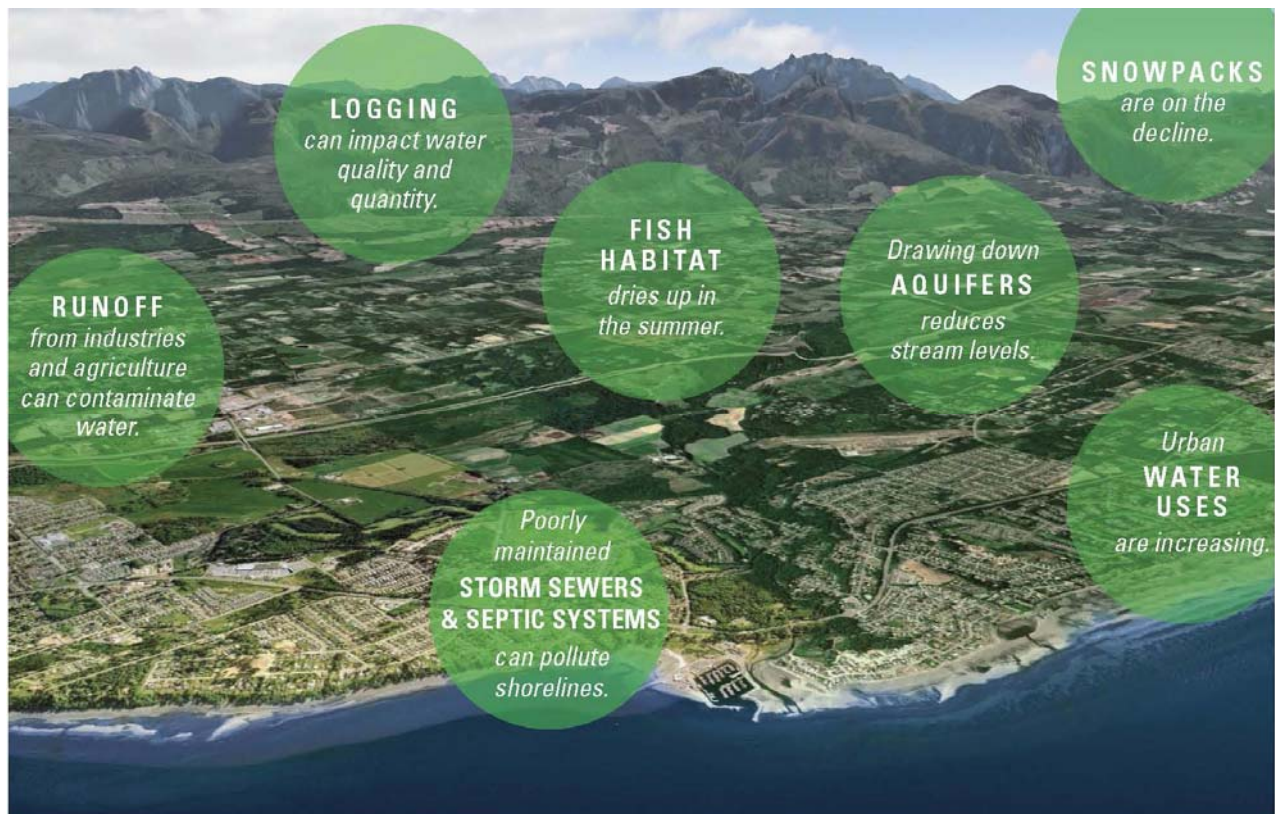 LOGGING
can impact water
quality and
quantity.
SNOWPACKS
are on the
decline.
FISH
HABITAT
dries up in
the summer.
Drawing down
AQUIFERS
reduces
stream levels.
RUNOFF
from industries
and agriculture
can contaminate
water.
Urban
WATER
USES
are increasing.
Poorly
maintained
STORM SEWERS
& SEPTIC SYSTEMS
can pollute
shorelines.